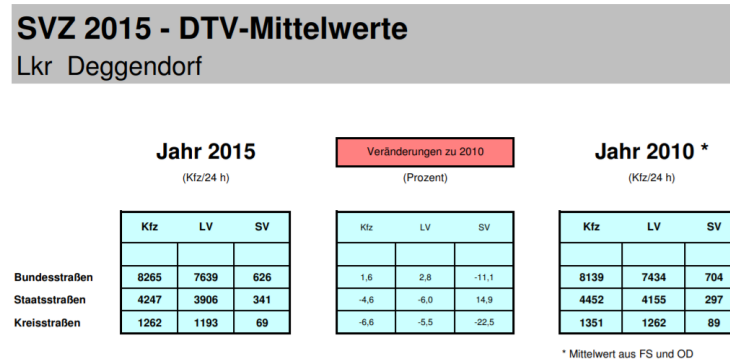 SVZ 2015 - DTV-Mittelwerte
Lkr Deggendorf
Jahr 2015 Veränderungen zu 2010 Jahr 2010 *
(Kfz/24 h) (Prozent) (Kfz/24 h)
Kfz LV SV Kfz LV SV Kfz LV SV
Bundesstraßen 8265 7639 626 1,6 2,8 -11,1 8139 7434 704
Staatsstraßen 4247 3906 341 -4,6 -6,0 14,9 4452 4155 297
Kreisstraßen 1262 1193 69 -6,6 -5,5 -22,5 1351 1262 89
* Mittelwert aus FS und OD